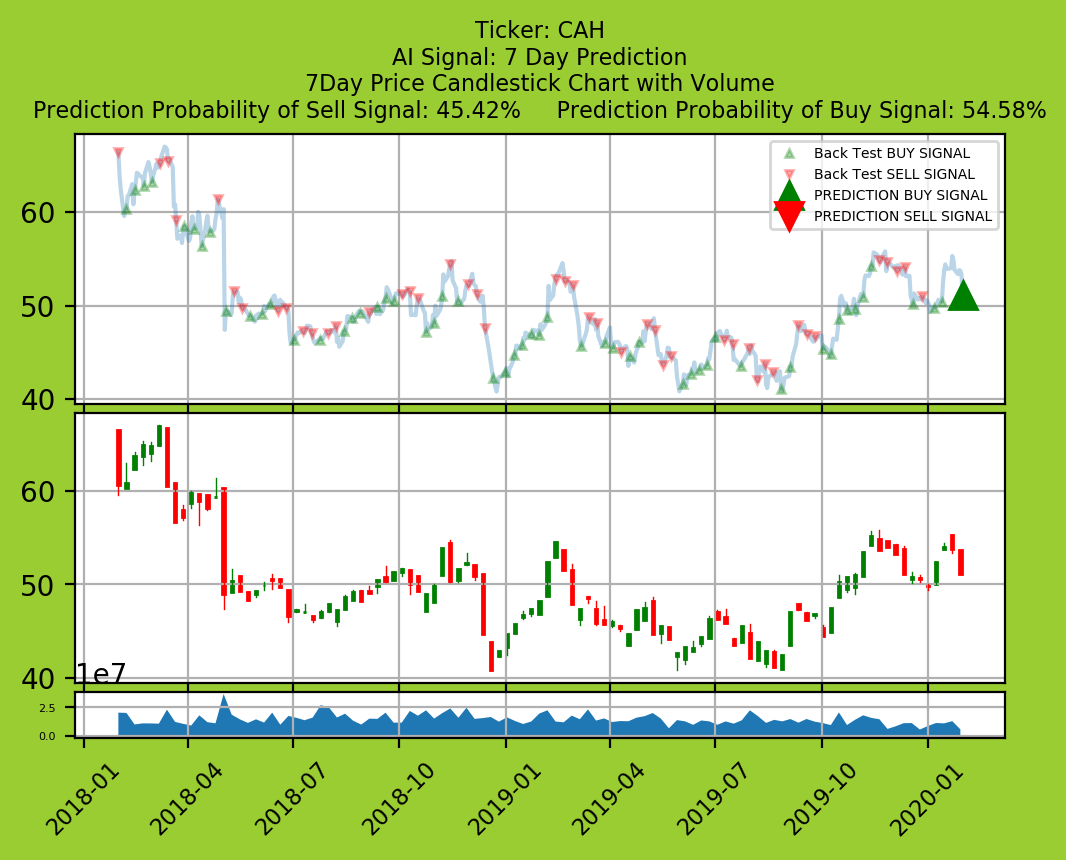 Ticker: CAH
AI Signal: 7 Day Prediction
7Day Price Candlestick Chart with Volume
Prediction Probability of Sell Signal: 45.42%      Prediction Probability of Buy Signal: 54.58%
Back Test BUY SIGNAL
Back Test SELL SIGNAL
PREDICTION BUY SIGNAL
PREDICTION SELL SIGNAL
60
50
40
60
50
40
1e7
2.5
0.0
2018-01
2018-04
2018-07
2018-10
2019-01
2019-04
2019-07
2019-10
2020-01